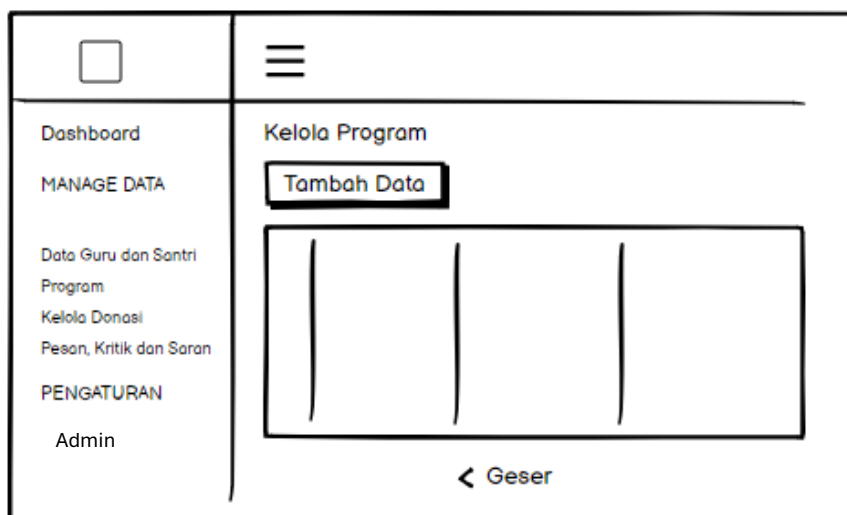 Dashboard
MANAGE DATA
Data Guru dan Santri
Program
Kelola Donasi
Pesan, Kritik dan Saran
PENGATURAN
Admin
Kelola Program
Tambah Data
Geser